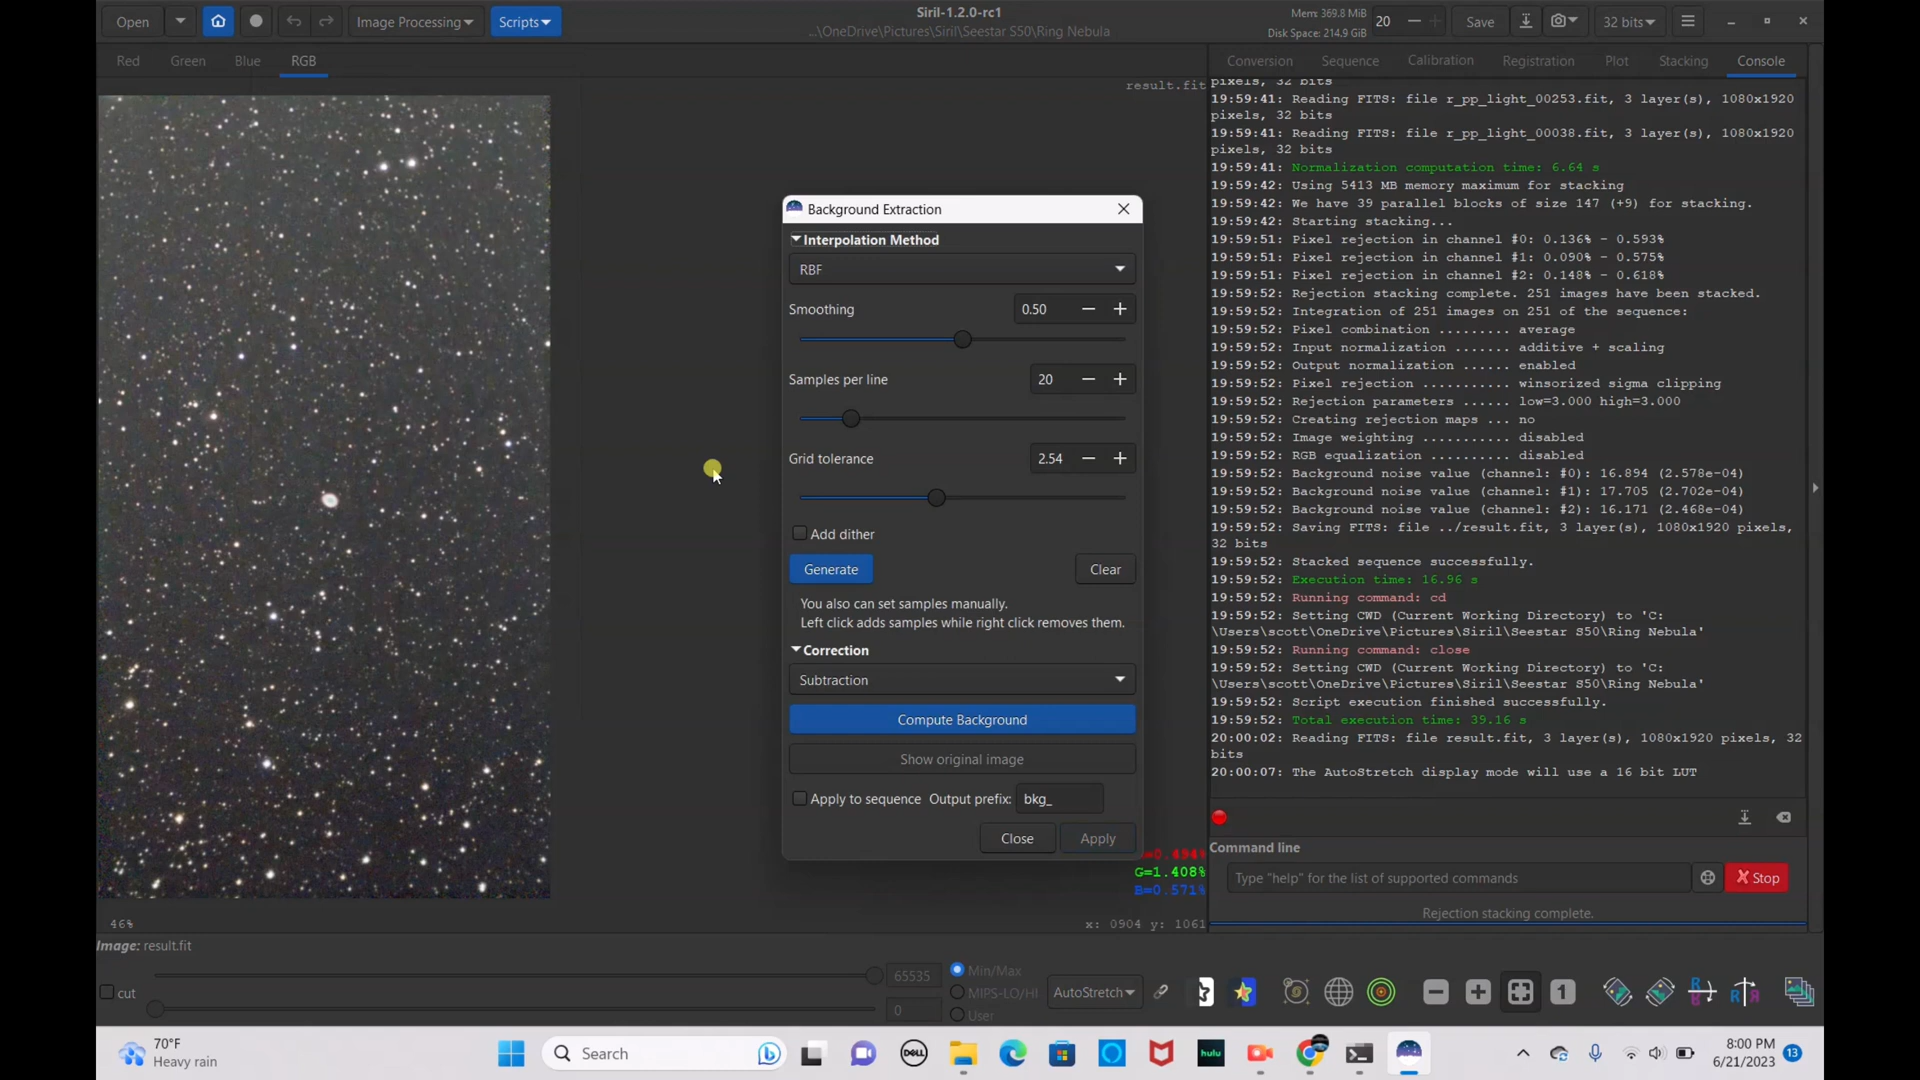 Open
Image Processing
Scripts
Siril-1.2.0-rc1
...\OneDrive\Pictures\Siril\Seestar S50\Ring Nebula
Mem: 369.8 MiB
Disk Space: 214.9 GiB
20
Save
32 bits
Red
Green
Blue
RGB
Conversion
Sequence
Calibration
Registration
Plot
Stacking
Console
result.fit
pixels, 32 bits
19:59:41: Reading FITS: file r_pp_light_00253.fit, 3 layer(s), 1080x1920
pixels, 32 bits
19:59:41: Reading FITS: file r_pp_light_00038.fit, 3 layer(s), 1080x1920
pixels, 32 bits
19:59:41: Normalization computation time: 6.64 s
19:59:42: Using 5413 MB memory maximum for stacking
19:59:42: We have 39 parallel blocks of size 147 (+9) for stacking.
19:59:42: Starting stacking...
19:59:51: Pixel rejection in channel #0: 0.136% - 0.593%
19:59:51: Pixel rejection in channel #1: 0.090% - 0.575%
19:59:51: Pixel rejection in channel #2: 0.148% - 0.618%
19:59:52: Rejection stacking complete. 251 images have been stacked.
19:59:52: Integration of 251 images on 251 of the sequence:
19:59:52: Pixel combination ......... average
19:59:52: Input normalization ....... additive + scaling
19:59:52: Output normalization ...... enabled
19:59:52: Pixel rejection ........... winsorized sigma clipping
19:59:52: Rejection parameters ...... low=3.000 high=3.000
19:59:52: Creating rejection maps ... no
19:59:52: Image weighting ........... disabled
19:59:52: RGB equalization .......... disabled
19:59:52: Background noise value (channel: #0): 16.894 (2.578e-04)
19:59:52: Background noise value (channel: #1): 17.705 (2.702e-04)
19:59:52: Background noise value (channel: #2): 16.171 (2.468e-04)
19:59:52: Saving FITS: file ../result.fit, 3 layer(s), 1080x1920 pixels,
32 bits
19:59:52: Stacked sequence successfully.
19:59:52: Execution time: 16.96 s
19:59:52: Running command: cd
19:59:52: Setting CWD (Current Working Directory) to 'C:
\Users\scott\OneDrive\Pictures\Siril\Seestar S50\Ring Nebula'
19:59:52: Running command: close
19:59:52: Setting CWD (Current Working Directory) to 'C:
\Users\scott\OneDrive\Pictures\Siril\Seestar S50\Ring Nebula'
19:59:52: Script execution finished successfully.
19:59:52: Total execution time: 39.16 s
20:00:02: Reading FITS: file result.fit, 3 layer(s), 1080x1920 pixels, 32
bits
20:00:07: The AutoStretch display mode will use a 16 bit LUT
Background Extraction
Interpolation Method
RBF
Smoothing
0.50
Samples per line
20
Grid tolerance
2.54
Add dither
Generate
Clear
You also can set samples manually.
Left click adds samples while right click removes them.
Correction
Subtraction
Compute Background
Show original image
Apply to sequence Output prefix: bkg_
Close
Apply
=0.494%
G=1.408%
B=0.571%
Command line
Type "help" for the list of supported commands
Stop
Rejection stacking complete.
46%
x: 0904 y: 1061
Image: result.fit
65535
Min/Max
cut
MIPS-LO/HI
AutoStretch
1
0
User
70°F
Heavy rain
Search
DELL
hulu
8:00 PM
6/21/2023
13